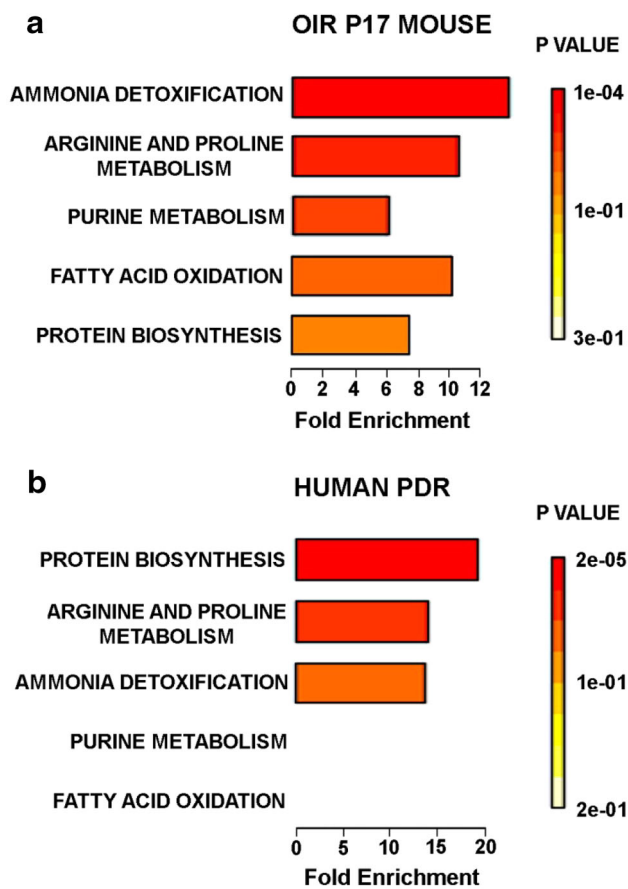 a
OIR P17 MOUSE
P VALUE
AMMONIA DETOXIFICATION
ARGININE AND PROLINE
METABOLISM
PURINE METABOLISM
FATTY ACID OXIDATION
PROTEIN BIOSYNTHESIS
1e-04
1e-01
3e-01
0 2 4 6 8 10 12
Fold Enrichment
b
HUMAN PDR
P VALUE
PROTEIN BIOSYNTHESIS
ARGININE AND PROLINE
METABOLISM
AMMONIA DETOXIFICATION
PURINE METABOLISM
FATTY ACID OXIDATION
2e-05
1e-01
2e-01
0 5 10 15 20
Fold Enrichment